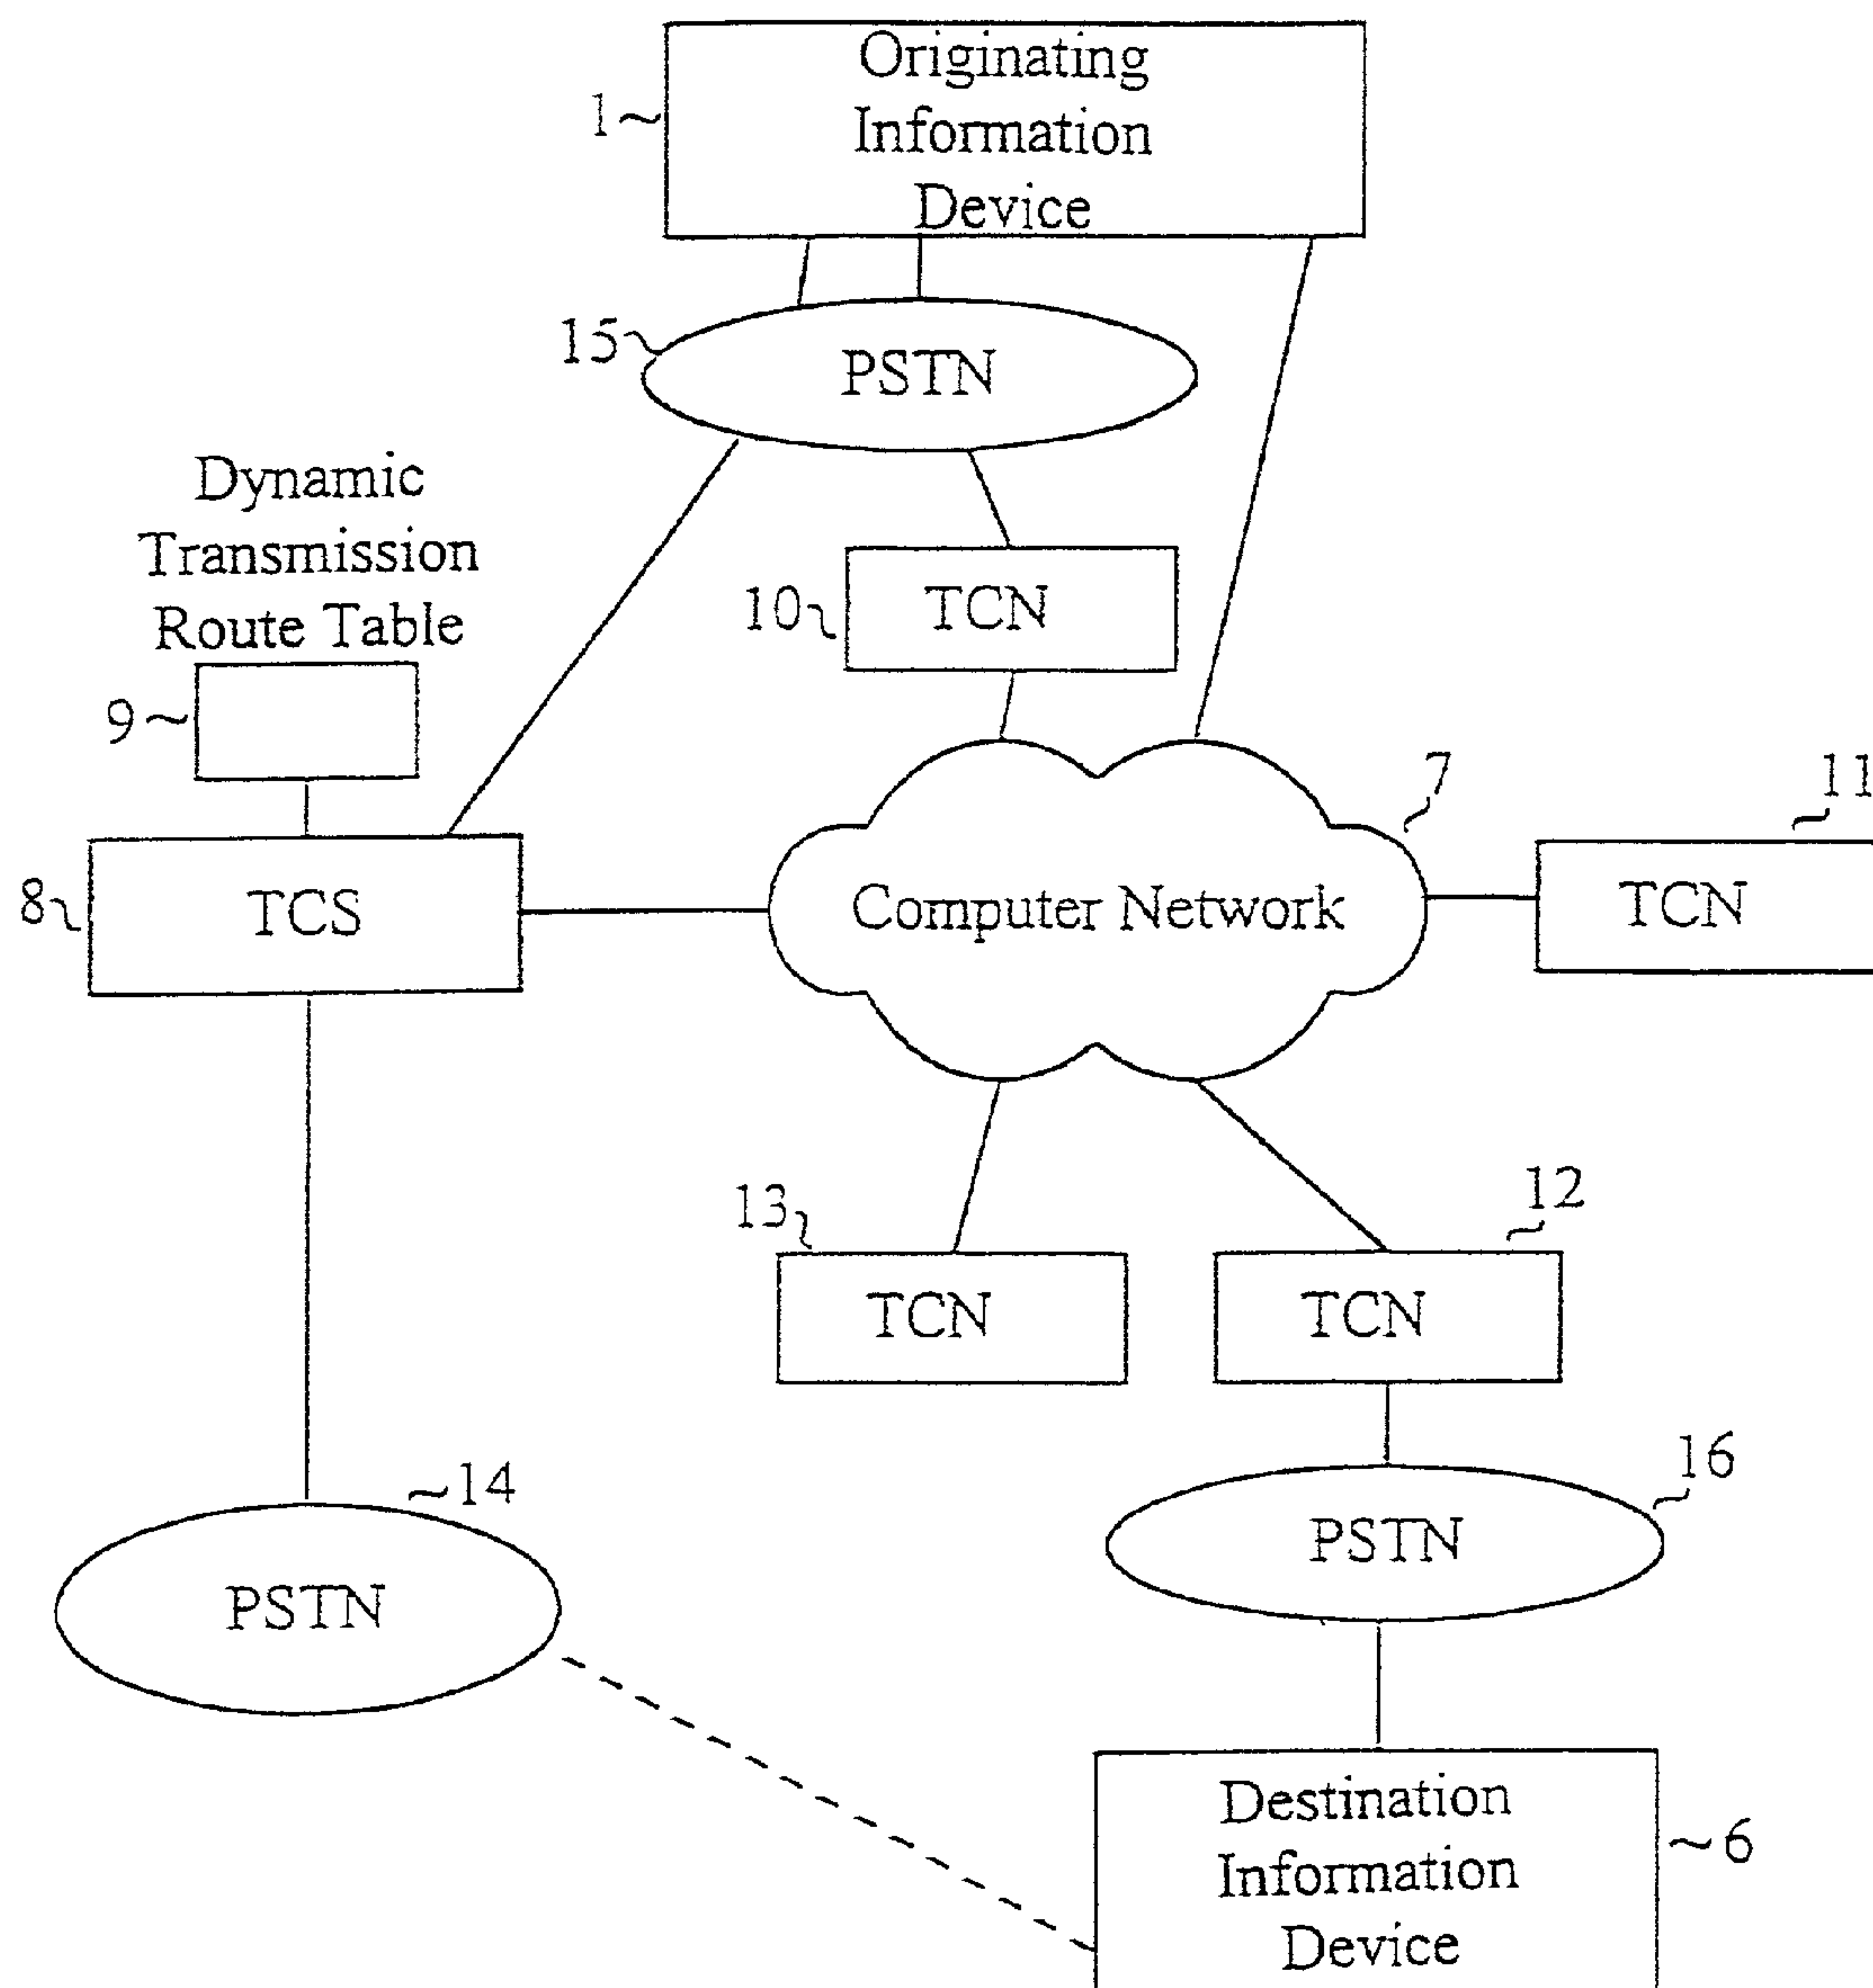 Originating
Information
Device
1
15
PSTN
Dynamic
Transmission
Route Table
10
TCN
9
7
11
8
TCS
Computer Network
TCN
13
12
TCN
TCN
14
16
PSTN
PSTN
Destination
Information
Device
6